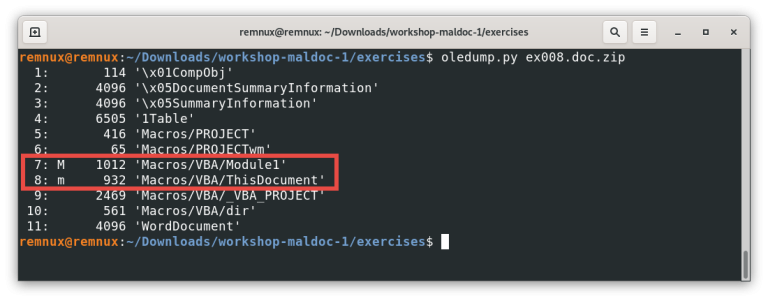 remnux@remnux: ~/Downloads/workshop-maldoc-1/exercises
remnux@remnux:~/Downloads/workshop-maldoc-1/exercises$ oledump.py ex008.doc.zip
  1:       114 '\x01CompObj'
  2:      4096 '\x05DocumentSummaryInformation'
  3:      4096 '\x05SummaryInformation'
  4:      6505 '1Table'
  5:       416 'Macros/PROJECT'
  6:        65 'Macros/PROJECTwm'
  7: M    1012 'Macros/VBA/Module1'
  8: m     932 'Macros/VBA/ThisDocument'
  9:      2469 'Macros/VBA/_VBA_PROJECT'
 10:       561 'Macros/VBA/dir'
 11:      4096 'WordDocument'
remnux@remnux:~/Downloads/workshop-maldoc-1/exercises$